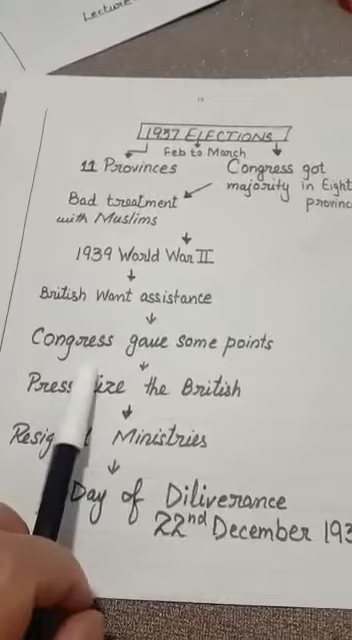 Lecture
1937 ELECTIONS
Feb to March
11 Provinces
Congress got
majority in Eight
Bad treatment
with Muslims
1939 World War II
British Want assistance
Congress gave some points
the British
Ministries
Day of Diliverance
22nd December